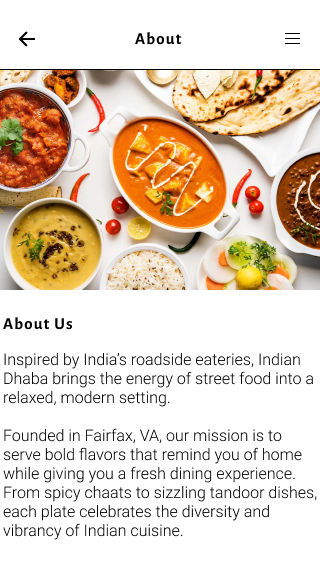 About
About Us
Inspired by India's roadside eateries, Indian
Dhaba brings the energy of street food into a
relaxed, modern setting.
Founded in Fairfax, VA, our mission is to
serve bold flavors that remind you of home
while giving you a fresh dining experience.
From spicy chaats to sizzling tandoor dishes,
each plate celebrates the diversity and
vibrancy of Indian cuisine.